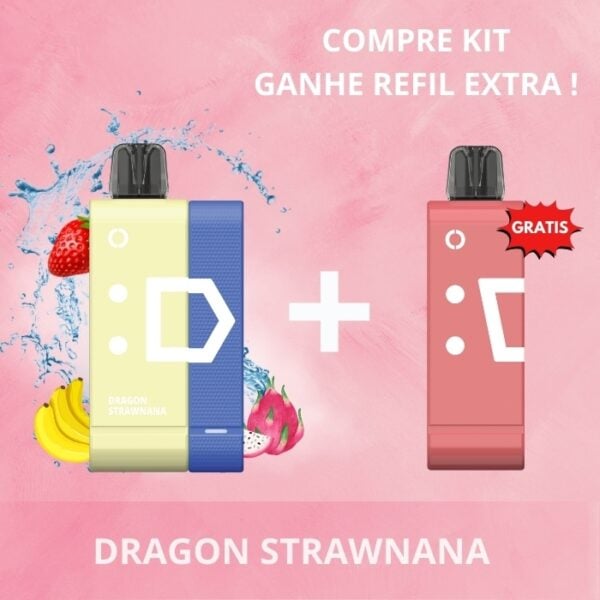 COMPRE KIT
GANHE REFIL EXTRA !
GRATIS
DRAGON
STRAWNANA
DRAGON STRAWNANA